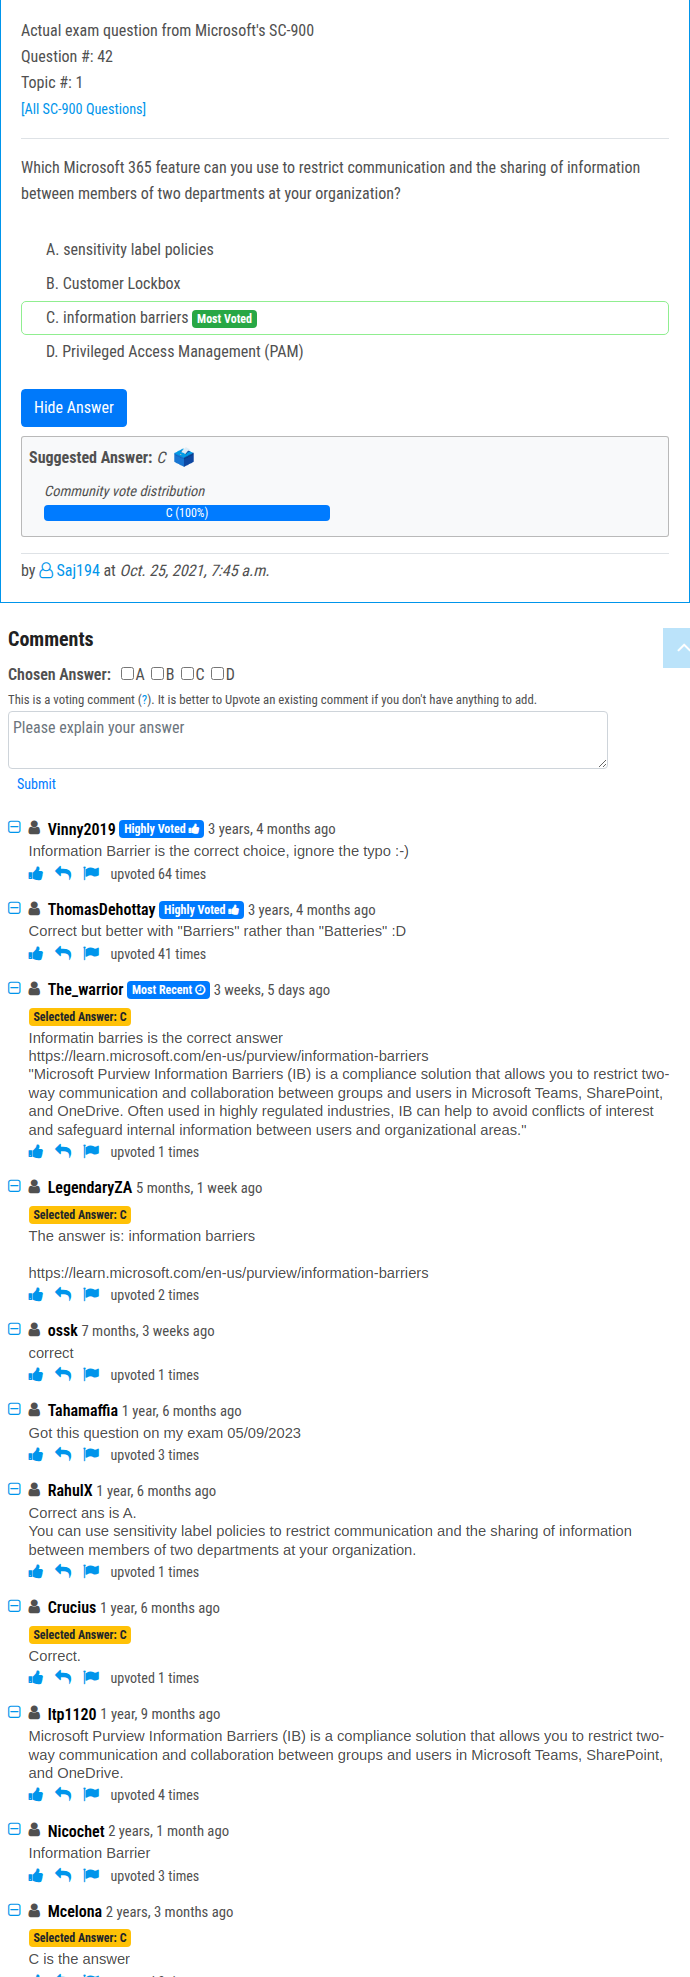 Actual exam question from Microsoft's SC-900
Question #: 42
Topic #: 1
[All SC-900 Questions]
Which Microsoft 365 feature can you use to restrict communication and the sharing of information
between members of two departments at your organization?
A. sensitivity label policies
B. Customer Lockbox
C. information barriers Most Voted
D. Privileged Access Management (PAM)
Hide Answer
Suggested Answer: C
Community vote distribution
C (100%)
by Saj194 at Oct. 25, 2021, 7:45 a.m.
Comments
Chosen Answer: A B C D
This is a voting comment (?). It is better to Upvote an existing comment if you don't have anything to add.
Please explain your answer
Submit
Vinny2019 Highly Voted 3 years, 4 months ago
Information Barrier is the correct choice, ignore the typo :-)
upvoted 64 times
ThomasDehottay Highly Voted 3 years, 4 months ago
Correct but better with "Barriers" rather than "Batteries" :D
upvoted 41 times
The_warrior Most Recent 3 weeks, 5 days ago
Selected Answer: C
Informatin barries is the correct answer
https://learn.microsoft.com/en-us/purview/information-barriers
"Microsoft Purview Information Barriers (IB) is a compliance solution that allows you to restrict two-
way communication and collaboration between groups and users in Microsoft Teams, SharePoint,
and OneDrive. Often used in highly regulated industries, IB can help to avoid conflicts of interest
and safeguard internal information between users and organizational areas."
upvoted 1 times
LegendaryZA 5 months, 1 week ago
Selected Answer: C
The answer is: information barriers
https://learn.microsoft.com/en-us/purview/information-barriers
upvoted 2 times
ossk 7 months, 3 weeks ago
correct
upvoted 1 times
Tahamaffia 1 year, 6 months ago
Got this question on my exam 05/09/2023
upvoted 3 times
RahulX 1 year, 6 months ago
Correct ans is A.
You can use sensitivity label policies to restrict communication and the sharing of information
between members of two departments at your organization.
upvoted 1 times
Crucius 1 year, 6 months ago
Selected Answer: C
Correct.
upvoted 1 times
ltp1120 1 year, 9 months ago
Microsoft Purview Information Barriers (IB) is a compliance solution that allows you to restrict two-
way communication and collaboration between groups and users in Microsoft Teams, SharePoint,
and OneDrive.
upvoted 4 times
Nicochet 2 years, 1 month ago
Information Barrier
upvoted 3 times
Mcelona 2 years, 3 months ago
Selected Answer: C
C is the answer